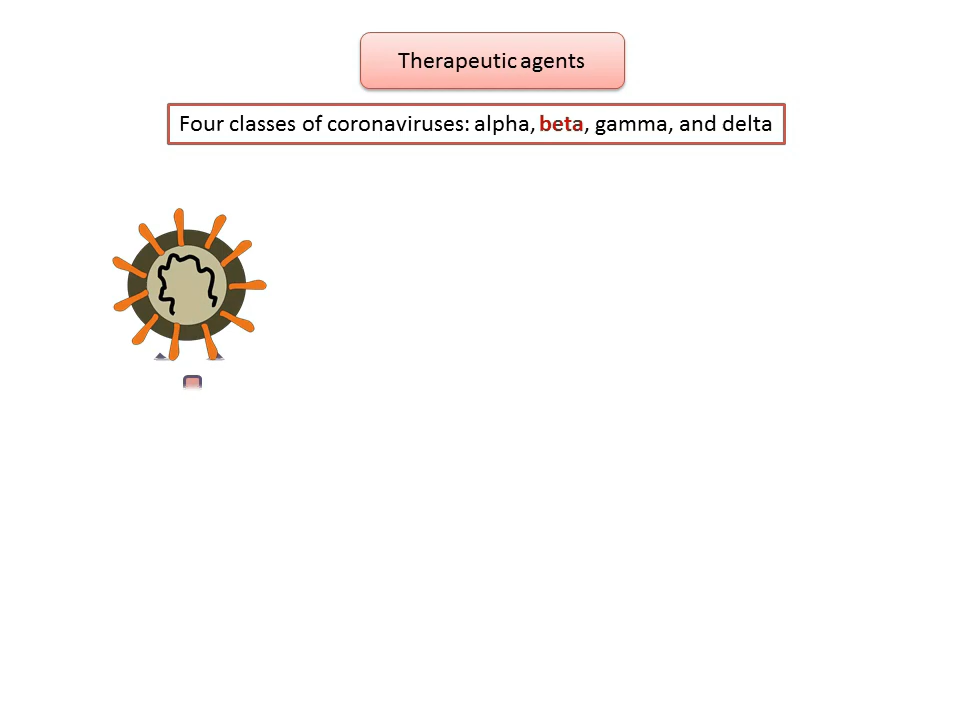 Therapeutic agents
Four classes of coronaviruses: alpha, beta, gamma, and delta